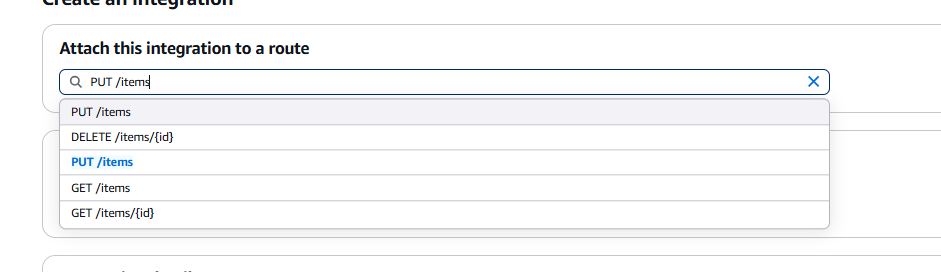 Create an integration
Attach this integration to a route
PUT /items
PUT /items
DELETE /items/{id}
PUT /items
GET /items
GET /items/{id}